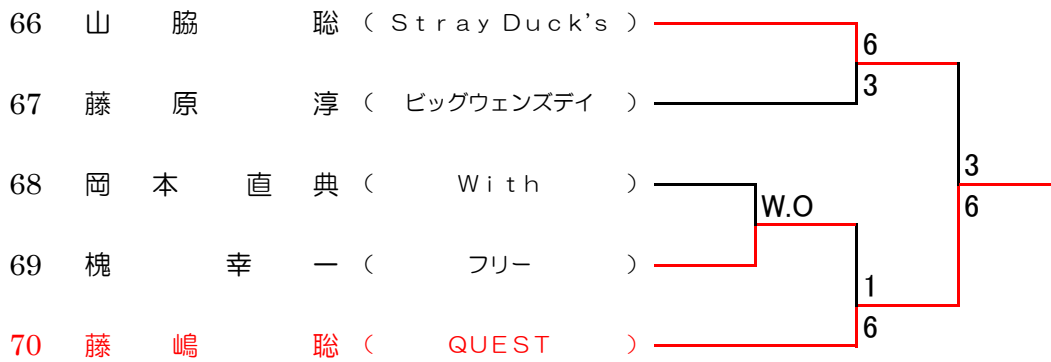 66 山脇 聡 ( Stray Duck's )
6
3
67 藤原 淳 ( ビッグウェンズデイ )
3
6
68 岡本 直典 ( With )
W.O
69 槐 幸一 ( フリー )
1
6
70 藤嶋 聡 ( QUEST )